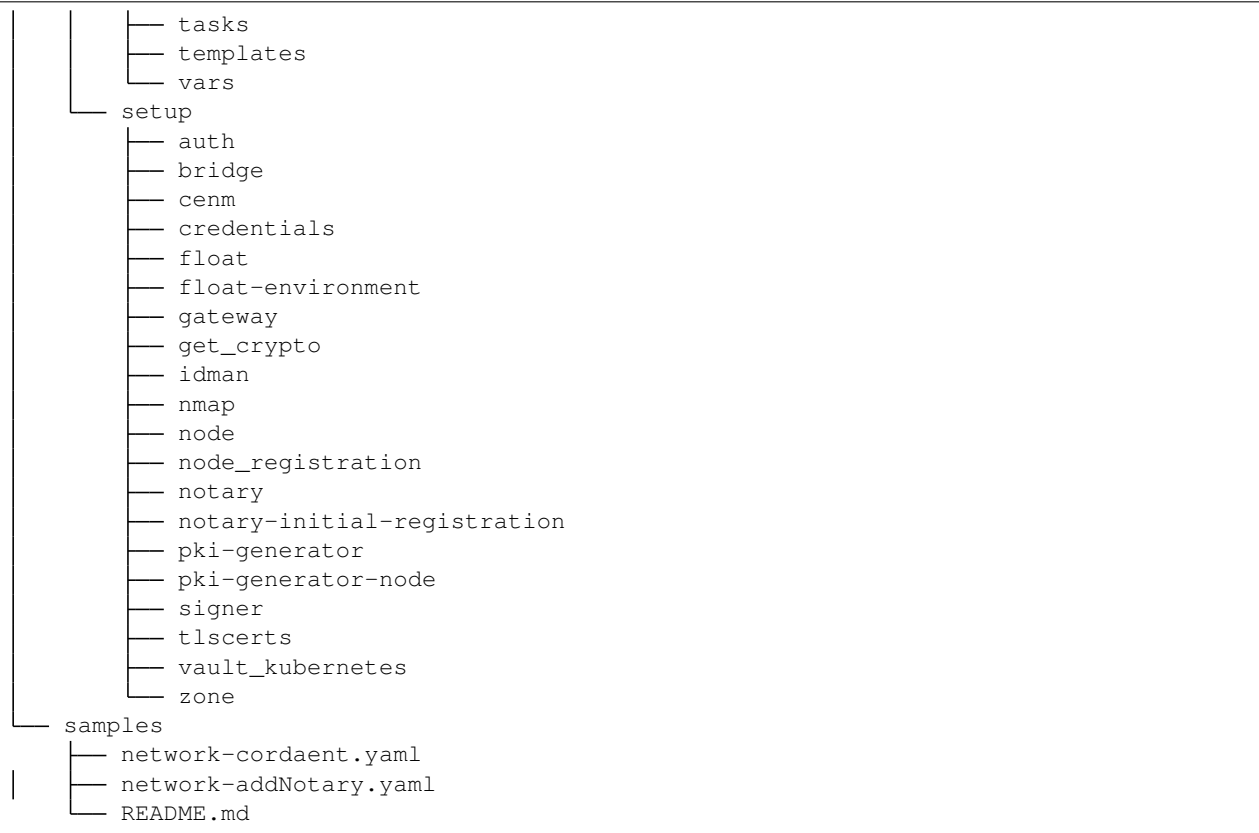 │   │   ├── tasks
│   │   ├── templates
│   │   └── vars
│   └── setup
│       ├── auth
│       ├── bridge
│       ├── cenm
│       ├── credentials
│       ├── float
│       ├── float-environment
│       ├── gateway
│       ├── get_crypto
│       ├── idman
│       ├── nmap
│       ├── node
│       ├── node_registration
│       ├── notary
│       ├── notary-initial-registration
│       ├── pki-generator
│       ├── pki-generator-node
│       ├── signer
│       ├── tlscerts
│       ├── vault_kubernetes
│       └── zone
└── samples
    ├── network-cordaent.yaml
│   ├── network-addNotary.yaml
    └── README.md